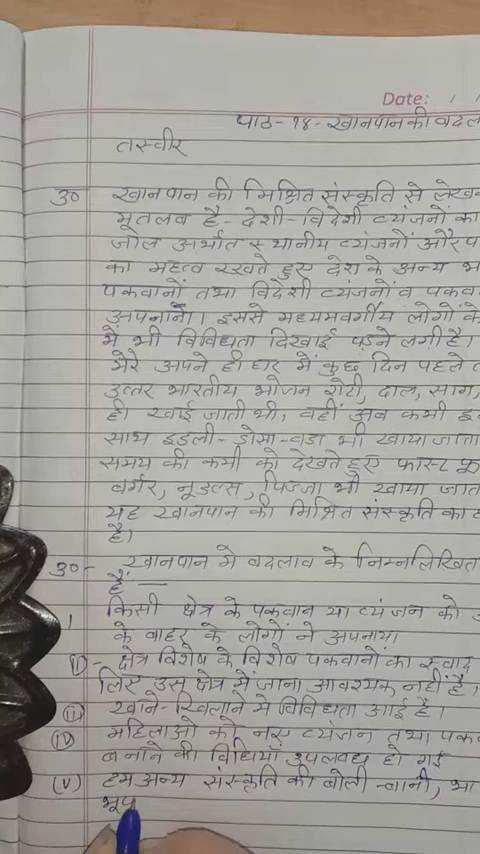 Date: / /
पाठ - 18 - खानपान की बदल
तस्वीर
उ० खानपान की मिश्रित संस्कृति से लेखक
मतलब है - देशी - विदेशी व्यंजनों का
जोल अर्थात स्थानीय व्यंजनों और प
का महत्व रखते हुए देश के अन्य भ
पकवानों तथा विदेशी व्यंजनों व पकव
अपनाना। इससे मध्यमवर्गीय लोगों के
में भी विविधता दिखाई पड़ने लगी है।
मेरे अपने ही घर में कुछ दिन पहले
उत्तर भारतीय भोजन रोटी, दाल, साग,
ही खाई जाती थी, वहीं अब कभी इ
साथ इडली - डोसा - वडा भी खाया जाता
समय की कमी को देखते हुए फास्ट फू
बर्गर, नूडल्स, पिज्जा भी खाया जात
यह खानपान की मिश्रित संस्कृति का
है।
उ० - खानपान मे बदलाव के निम्नलिखित
हैं —
i किसी क्षेत्र के पकवान या व्यंजन को
के बाहर के लोगों ने अपनाया
ii) - क्षेत्र विशेष के विशेष पकवानों का स्वाद
लिए उस क्षेत्र में जाना आवश्यक नहीं है,
(iii) खाने - खिलाने मे विविधता आई है।
(iv) महिलाओं को नए व्यंजन तथा पक
बनाने की विधियाँ उपलब्ध हो गई
(v) हम अन्य संस्कृति की बोली - बानी, भा
भूष